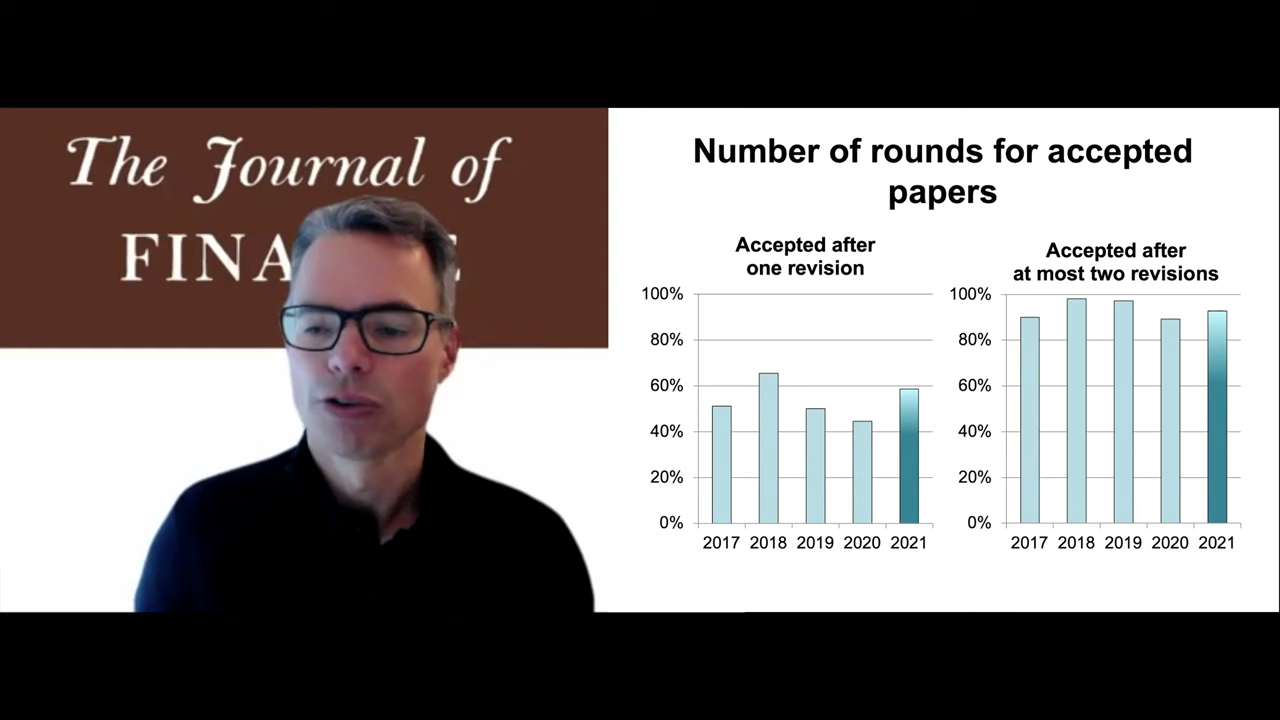 The Journal of
FINA E
Number of rounds for accepted
papers
Accepted after
one revision
100%
80%
60%
40%
20%
0%
2017 2018 2019 2020 2021
Accepted after
at most two revisions
100%
80%
60%
40%
20%
0%
2017 2018 2019 2020 2021